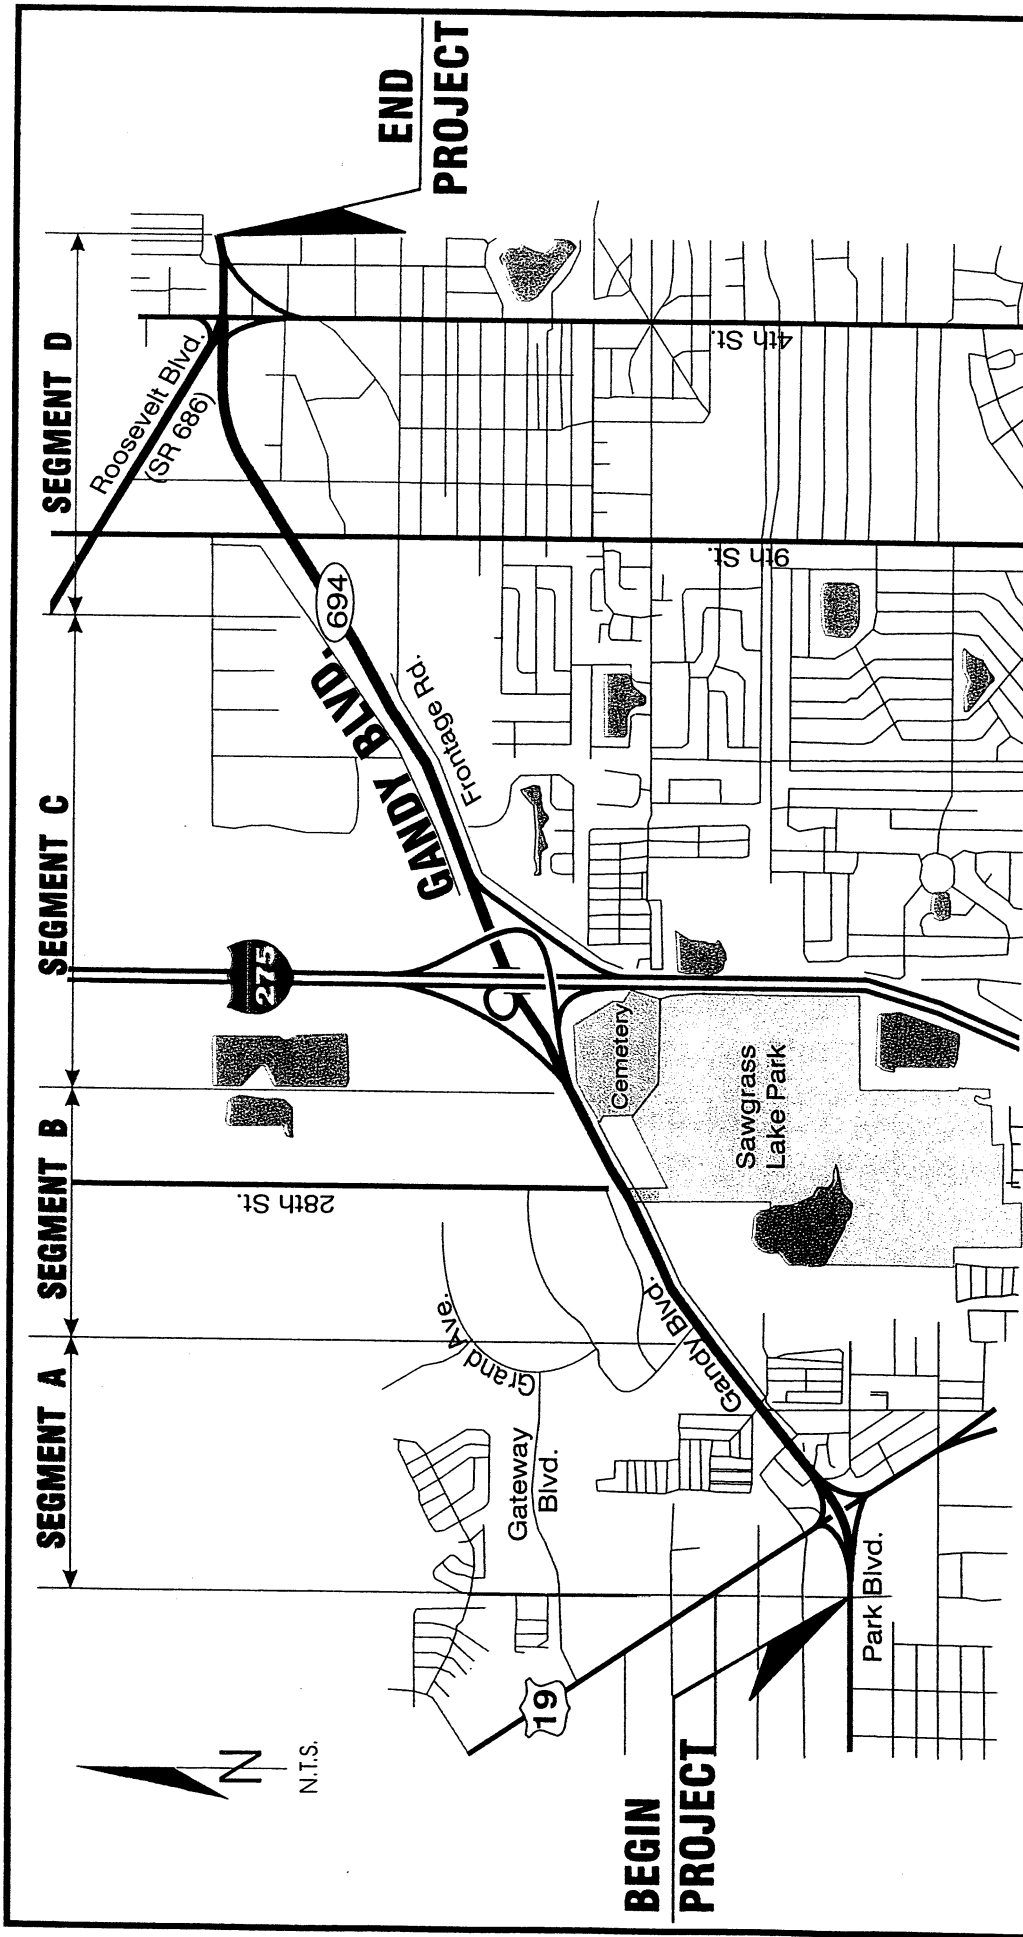 SEGMENT A
SEGMENT B
SEGMENT C
SEGMENT D
N
N.T.S.
19
Gateway
Blvd.
Grand Ave.
28th St.
275
GANDY BLVD.
694
Frontage Rd.
Roosevelt Blvd.
(SR 686)
END
PROJECT
9th St.
4th St.
Gandy Blvd.
Cemetery
Sawgrass
Lake Park
Park Blvd.
BEGIN
PROJECT